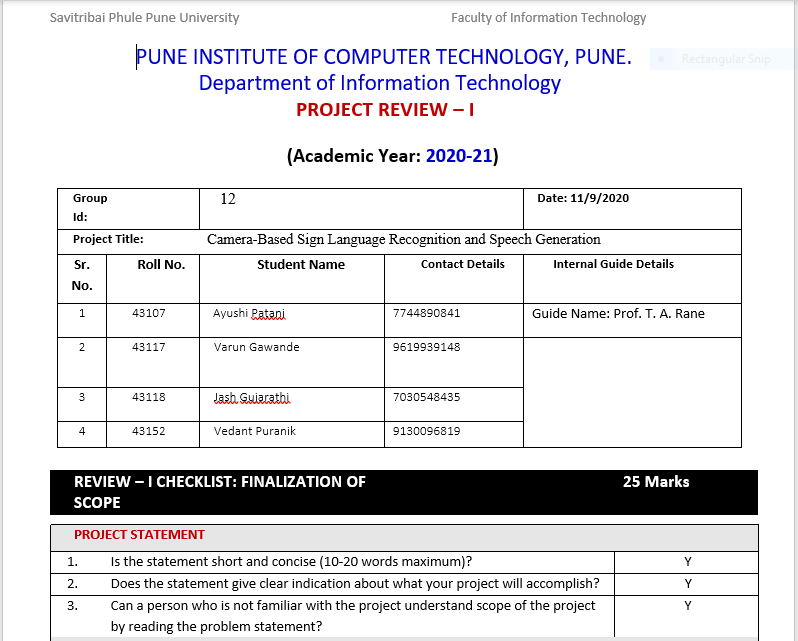 Savitribai Phule Pune University Faculty of Information Technology
PUNE INSTITUTE OF COMPUTER TECHNOLOGY, PUNE.
Rectangular Snip
Department of Information Technology
PROJECT REVIEW – I
(Academic Year: 2020-21)
Group Id: 12 Date: 11/9/2020
Project Title: Camera-Based Sign Language Recognition and Speech Generation
Sr. No. Roll No. Student Name Contact Details Internal Guide Details
1 43107 Ayushi Patani 7744890841 Guide Name: Prof. T. A. Rane
2 43117 Varun Gawande 9619939148
3 43118 Jash Gujarathi 7030548435
4 43152 Vedant Puranik 9130096819
REVIEW – I CHECKLIST: FINALIZATION OF 25 Marks
SCOPE
PROJECT STATEMENT
1. Is the statement short and concise (10-20 words maximum)? Y
2. Does the statement give clear indication about what your project will accomplish? Y
3. Can a person who is not familiar with the project understand scope of the project Y
by reading the problem statement?